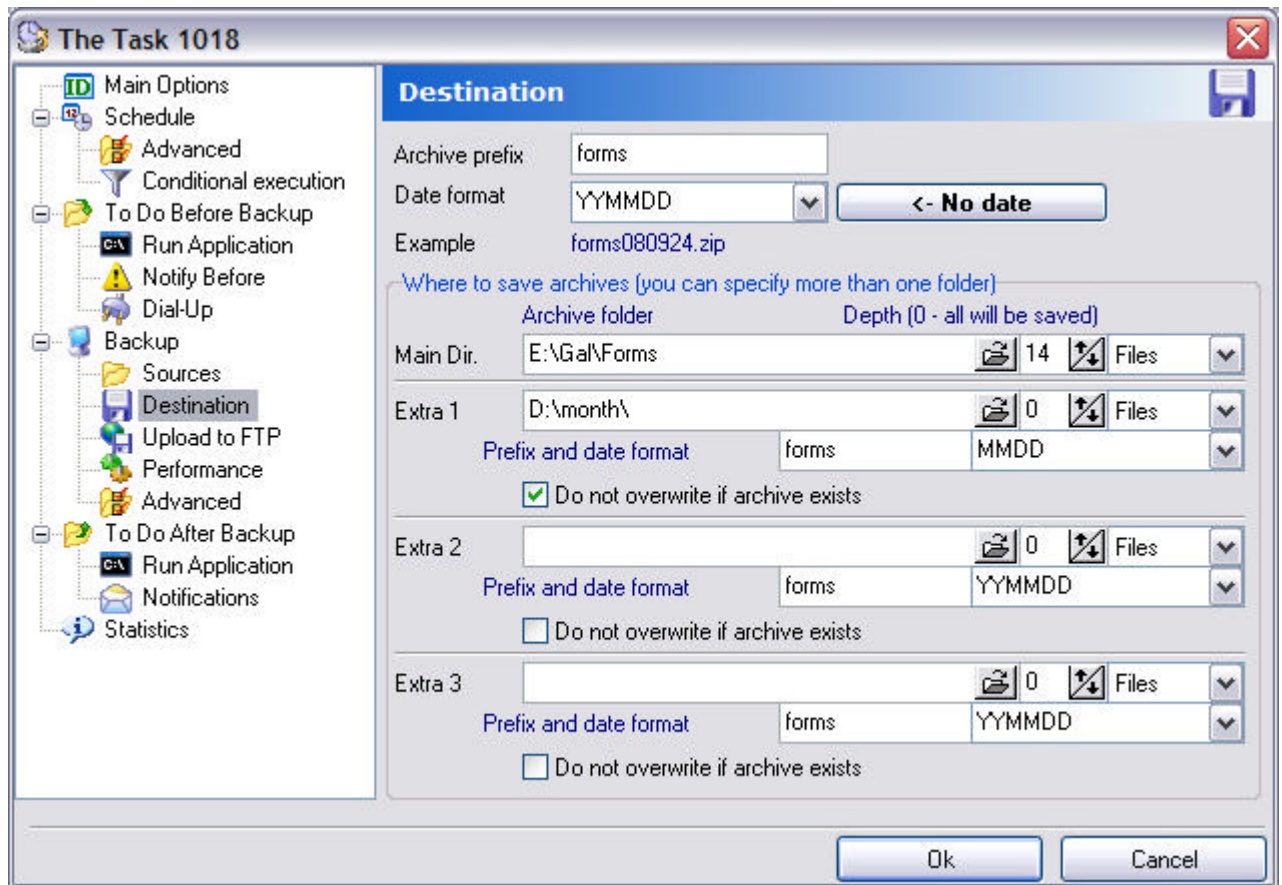 The Task 1018
ID Main Options
Schedule
Advanced
Conditional execution
To Do Before Backup
Run Application
Notify Before
Dial-Up
Backup
Sources
Destination
Upload to FTP
Performance
Advanced
To Do After Backup
Run Application
Notifications
Statistics
Destination
Archive prefix forms
Date format YYMMDD <- No date
Example forms080924.zip
Where to save archives (you can specify more than one folder)
Archive folder Depth (0 - all will be saved)
Main Dir. E:\Gal\Forms 14 Files
Extra 1 D:\month\ 0 Files
Prefix and date format forms MMDD
Do not overwrite if archive exists
Extra 2 0 Files
Prefix and date format forms YYMMDD
Do not overwrite if archive exists
Extra 3 0 Files
Prefix and date format forms YYMMDD
Do not overwrite if archive exists
Ok Cancel